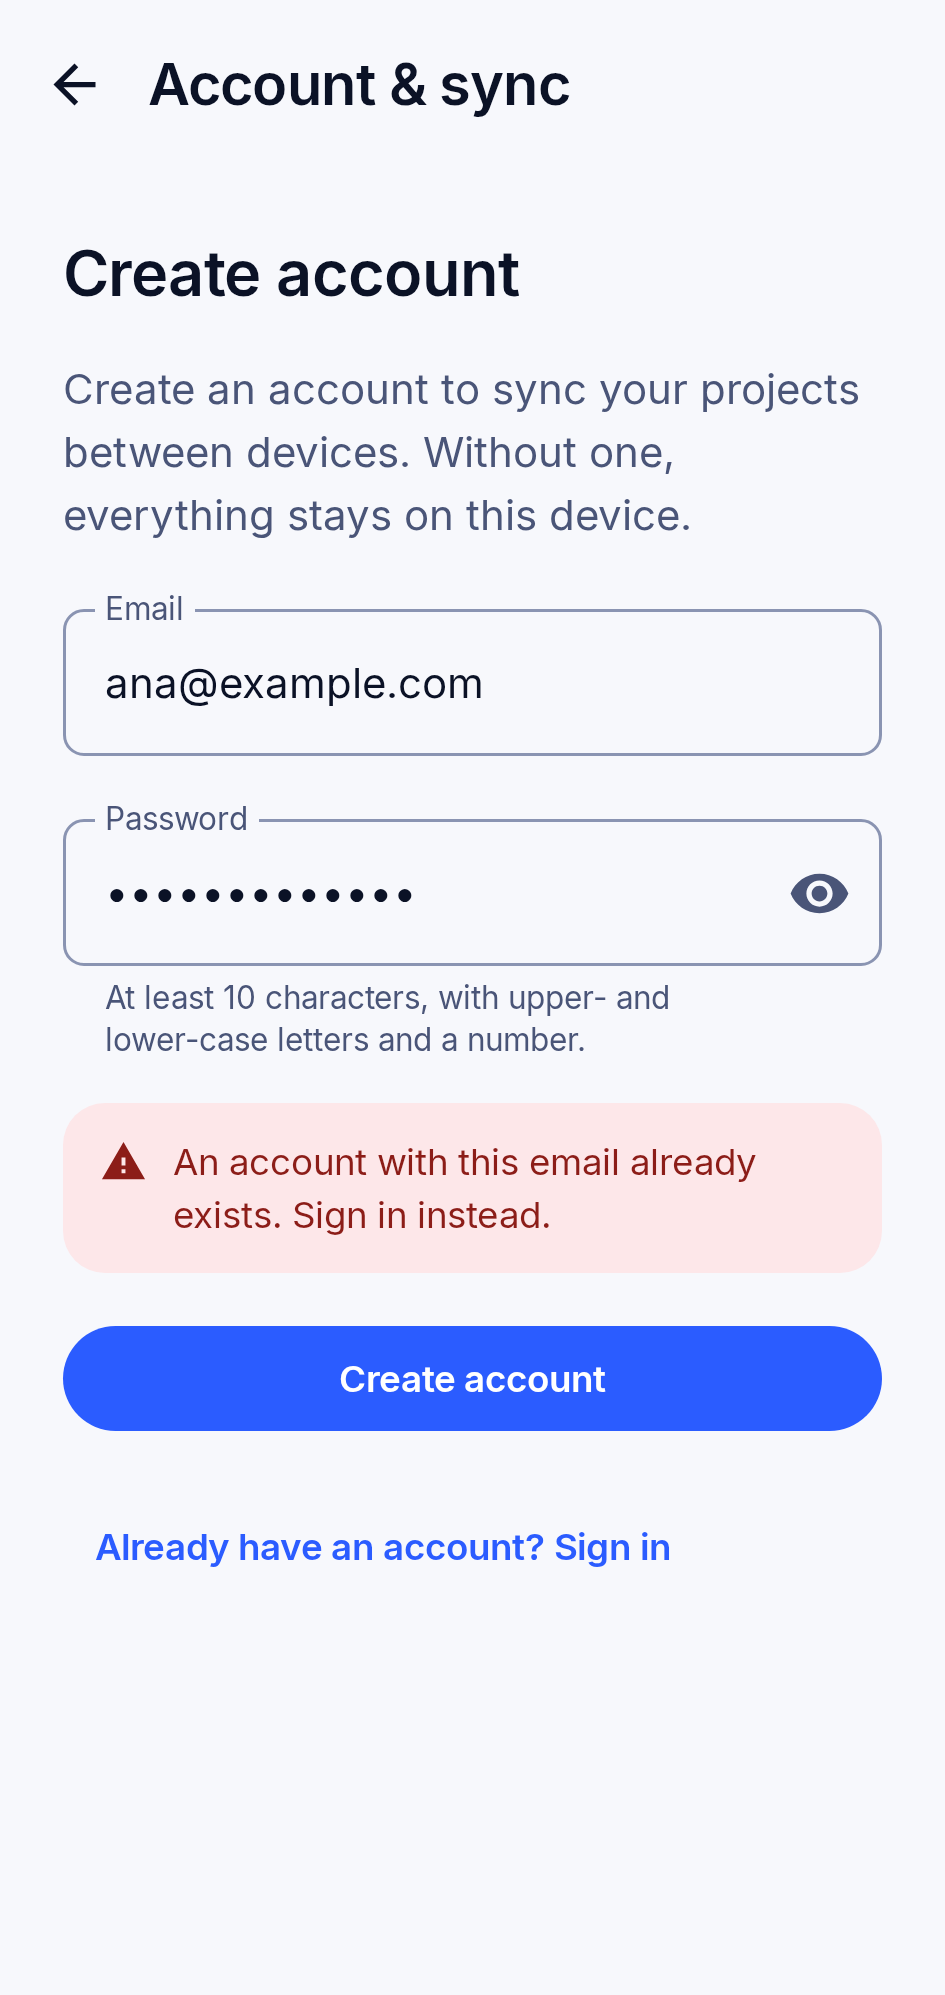 Account & sync
Create account
Create an account to sync your projects
between devices. Without one,
everything stays on this device.
Email
ana@example.com
Password
•••••••••••••
At least 10 characters, with upper- and
lower-case letters and a number.
An account with this email already
exists. Sign in instead.
Create account
Already have an account? Sign in